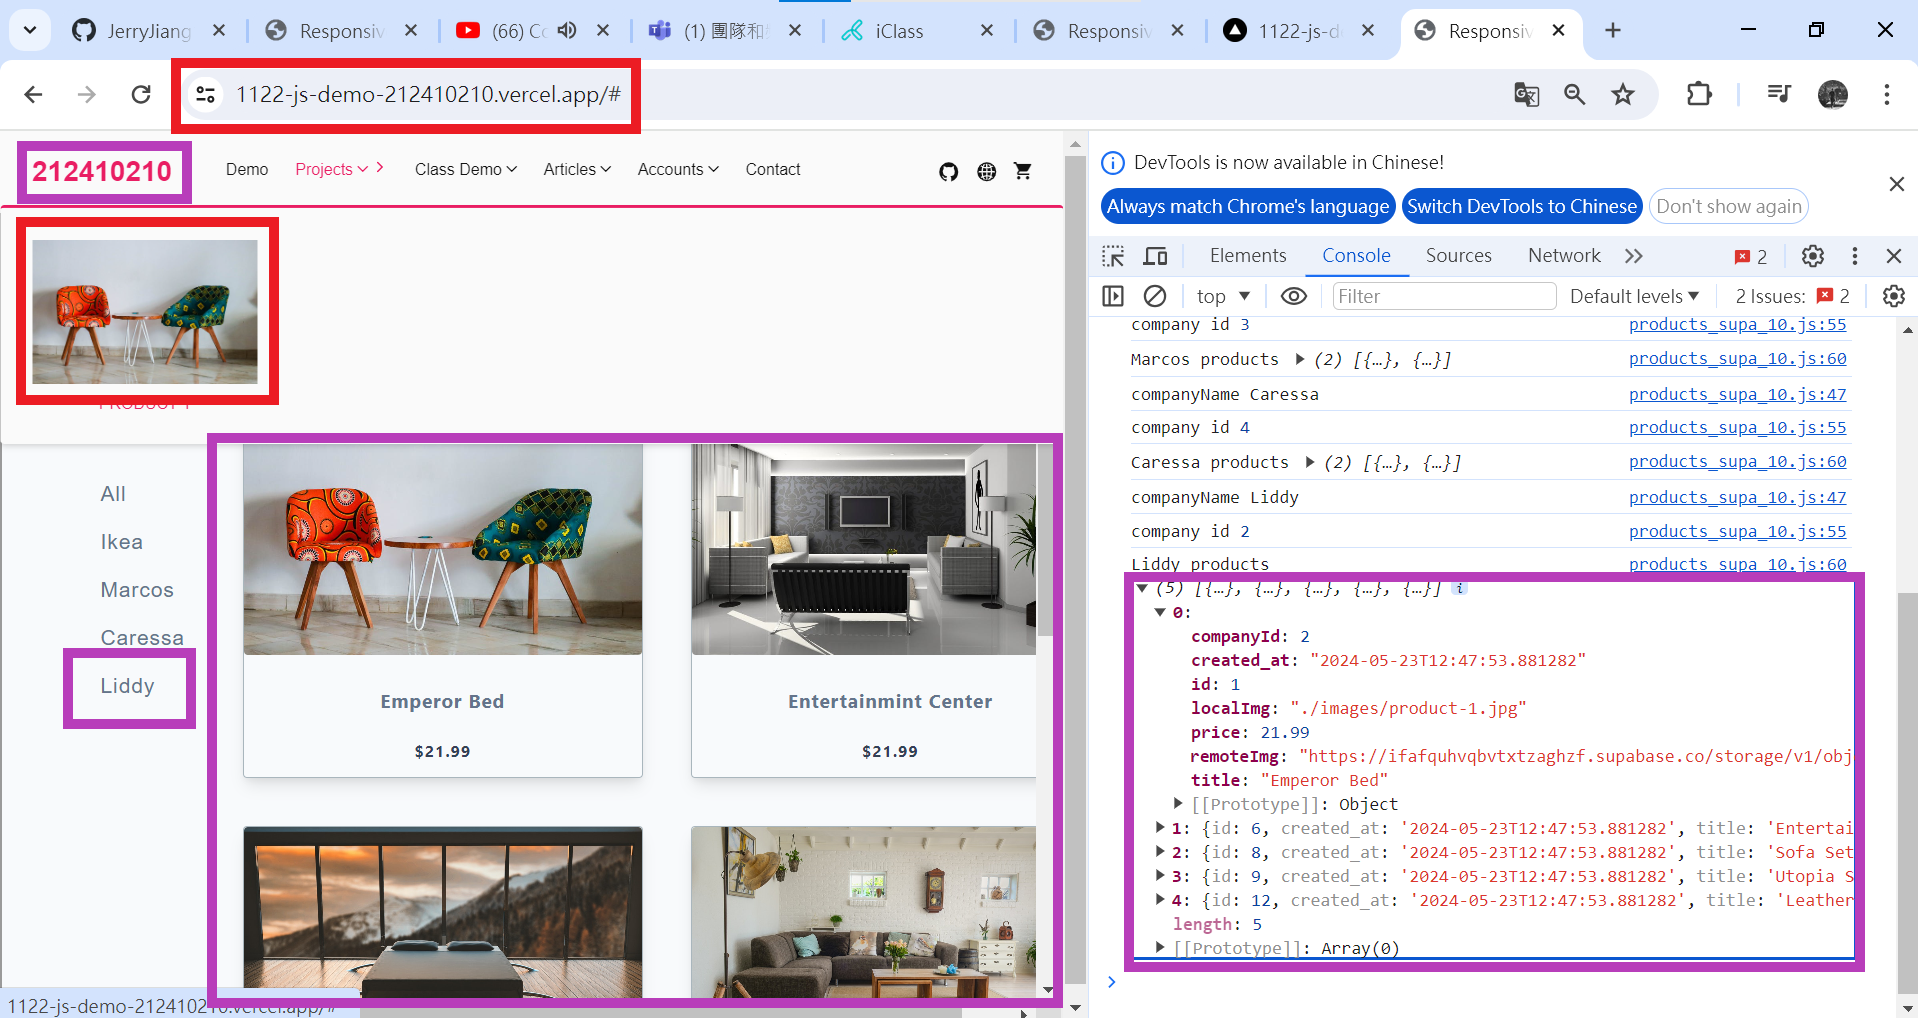 JerryJiang
Responsiv
(66) Co
(1) 團隊和
iClass
Responsiv
1122-js-d
Responsiv
1122-js-demo-212410210.vercel.app/#
212410210
Demo
Projects
Class Demo
Articles
Accounts
Contact
PRODUCT 1
All
Ikea
Marcos
Caressa
Liddy
Emperor Bed
$21.99
Entertainmint Center
$21.99
1122-js-demo-212410210.vercel.app/#
DevTools is now available in Chinese!
Always match Chrome's language
Switch DevTools to Chinese
Don't show again
Elements
Console
Sources
Network
2
top
Filter
Default levels
2 Issues:
2
company id 3 products_supa_10.js:55
Marcos products (2) [{…}, {…}] products_supa_10.js:60
companyName Caressa products_supa_10.js:47
company id 4 products_supa_10.js:55
Caressa products (2) [{…}, {…}] products_supa_10.js:60
companyName Liddy products_supa_10.js:47
company id 2 products_supa_10.js:55
Liddy products products_supa_10.js:60
(5) [{…}, {…}, {…}, {…}, {…}] i
0:
companyId: 2
created_at: "2024-05-23T12:47:53.881282"
id: 1
localImg: "./images/product-1.jpg"
price: 21.99
remoteImg: "https://ifafquhvqbvtxtzaghzf.supabase.co/storage/v1/obj
title: "Emperor Bed"
[[Prototype]]: Object
1: {id: 6, created_at: '2024-05-23T12:47:53.881282', title: 'Entertai
2: {id: 8, created_at: '2024-05-23T12:47:53.881282', title: 'Sofa Set
3: {id: 9, created_at: '2024-05-23T12:47:53.881282', title: 'Utopia S
4: {id: 12, created_at: '2024-05-23T12:47:53.881282', title: 'Leather
length: 5
[[Prototype]]: Array(0)